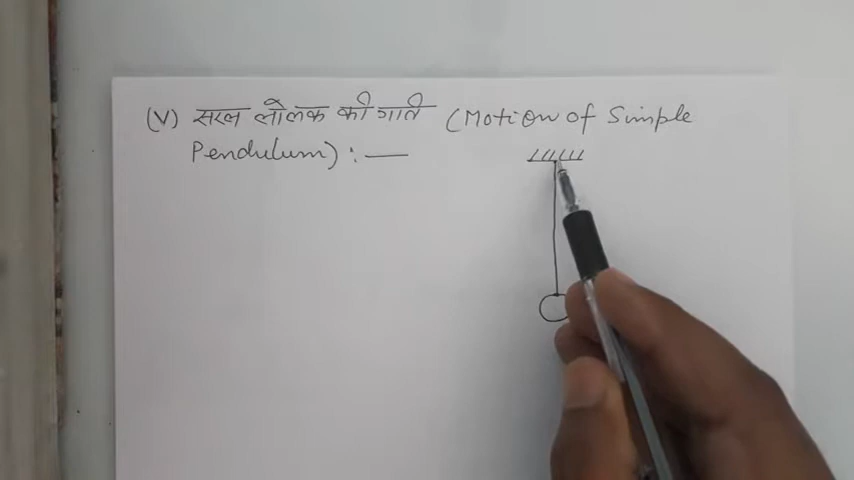 (V) सरल लोलक की गति (Motion of Simple
Pendulum) : —